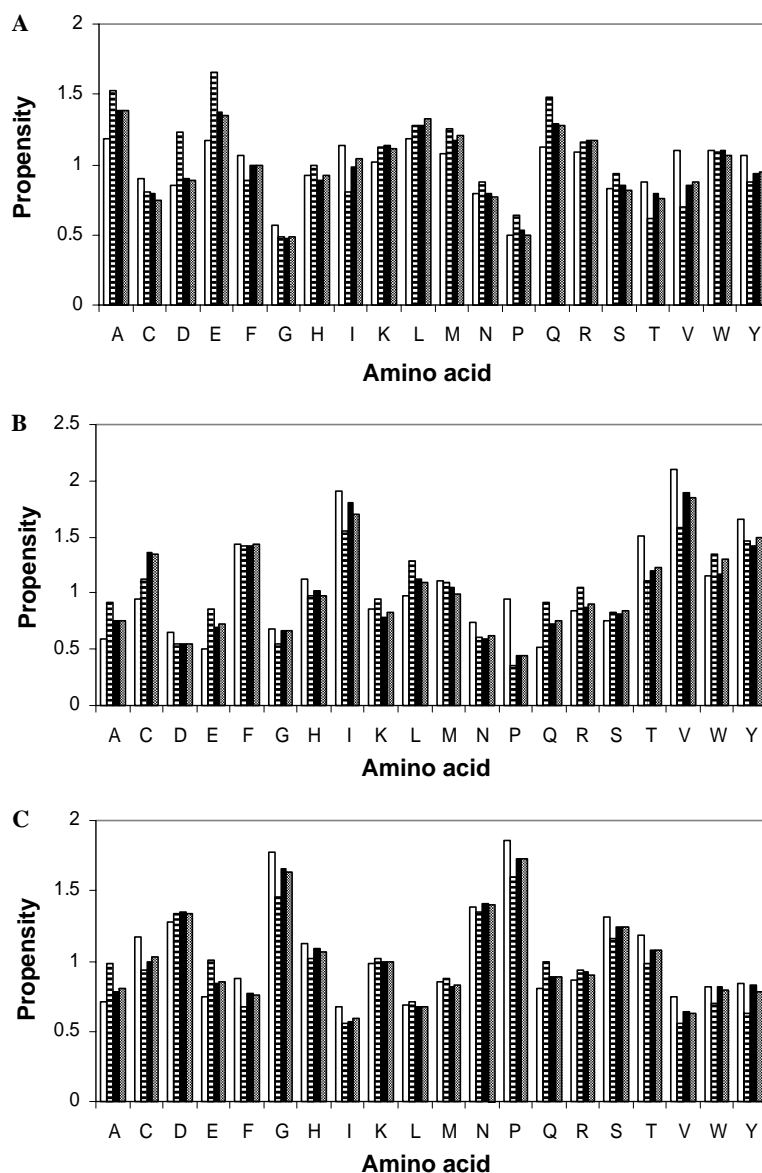 A
2
1.5
1
0.5
0
Propensity
A C D E F G H I K L M N P Q R S T V W Y
Amino acid
B
2.5
2
1.5
1
0.5
0
Propensity
A C D E F G H I K L M N P Q R S T V W Y
Amino acid
C
2
1.5
1
0.5
0
Propensity
A C D E F G H I K L M N P Q R S T V W Y
Amino acid